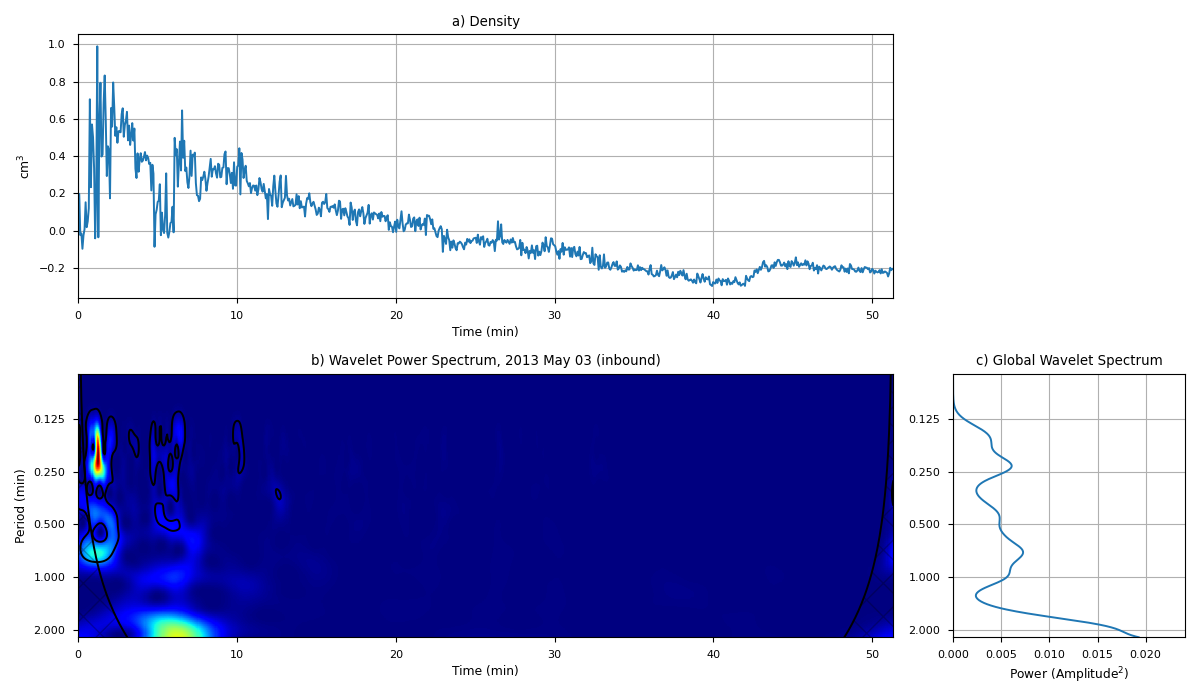 a) Density
1.0
0.8
0.6
0.4
0.2
0.0
−0.2
cm³
0 10 20 30 40 50
Time (min)
b) Wavelet Power Spectrum, 2013 May 03 (inbound)
0.125
0.250
0.500
1.000
2.000
Period (min)
0 10 20 30 40 50
Time (min)
c) Global Wavelet Spectrum
0.125
0.250
0.500
1.000
2.000
0.000 0.005 0.010 0.015 0.020
Power (Amplitude²)